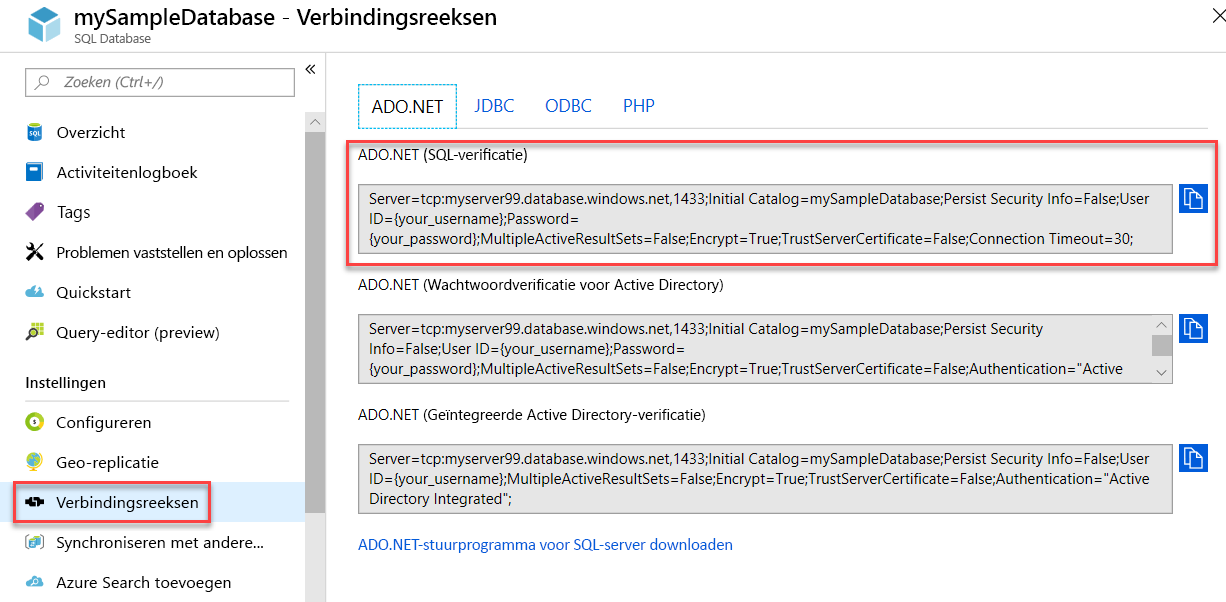 mySampleDatabase - Verbindingsreeksen
SQL Database
Zoeken (Ctrl+/)
Overzicht
Activiteitenlogboek
Tags
Problemen vaststellen en oplossen
Quickstart
Query-editor (preview)
Instellingen
Configureren
Geo-replicatie
Verbindingsreeksen
Synchroniseren met andere...
Azure Search toevoegen
ADO.NET JDBC ODBC PHP
ADO.NET (SQL-verificatie)
Server=tcp:myserver99.database.windows.net,1433;Initial Catalog=mySampleDatabase;Persist Security Info=False;User
ID={your_username};Password=
{your_password};MultipleActiveResultSets=False;Encrypt=True;TrustServerCertificate=False;Connection Timeout=30;
ADO.NET (Wachtwoordverificatie voor Active Directory)
Server=tcp:myserver99.database.windows.net,1433;Initial Catalog=mySampleDatabase;Persist Security
Info=False;User ID={your_username};Password=
{your_password};MultipleActiveResultSets=False;Encrypt=True;TrustServerCertificate=False;Authentication="Active
ADO.NET (Geïntegreerde Active Directory-verificatie)
Server=tcp:myserver99.database.windows.net,1433;Initial Catalog=mySampleDatabase;Persist Security Info=False;User
ID={your_username};MultipleActiveResultSets=False;Encrypt=True;TrustServerCertificate=False;Authentication="Active
Directory Integrated";
ADO.NET-stuurprogramma voor SQL-server downloaden